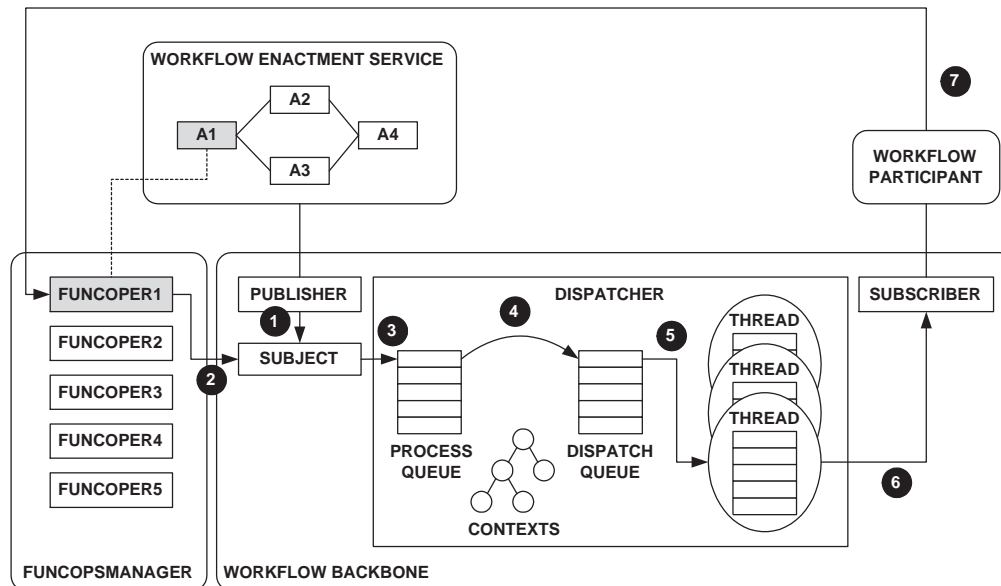 WORKFLOW ENACTMENT SERVICE
A2
A1
A4
A3
7
WORKFLOW
PARTICIPANT
FUNCOPER1
FUNCOPER2
FUNCOPER3
FUNCOPER4
FUNCOPER5
FUNCOPSMANAGER
PUBLISHER
1
SUBJECT
2
3
DISPATCHER
4
5
PROCESS
QUEUE
CONTEXTS
DISPATCH
QUEUE
THREAD
THREAD
THREAD
6
SUBSCRIBER
WORKFLOW BACKBONE